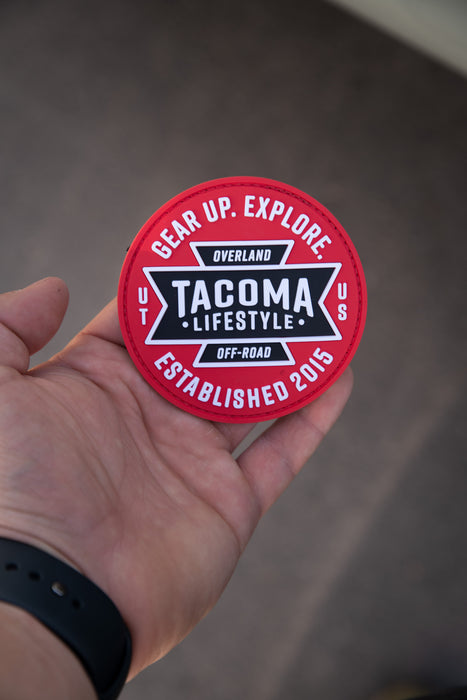 GEAR UP. EXPLORE.
OVERLAND
UT
TACOMA
US
• LIFESTYLE •
OFF-ROAD
ESTABLISHED 2015